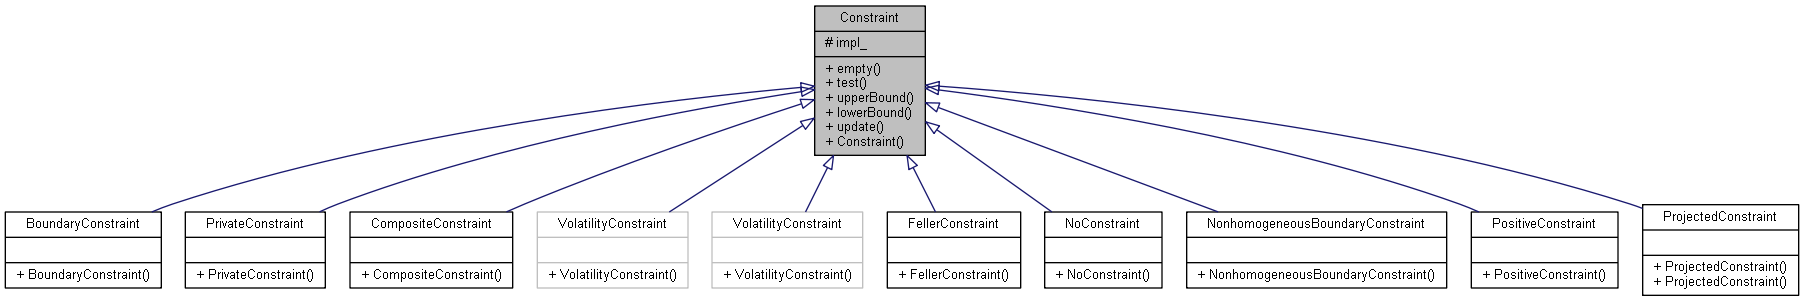 Constraint
# impl_
+ empty()
+ test()
+ upperBound()
+ lowerBound()
+ update()
+ Constraint()
BoundaryConstraint
+ BoundaryConstraint()
PrivateConstraint
+ PrivateConstraint()
CompositeConstraint
+ CompositeConstraint()
VolatilityConstraint
+ VolatilityConstraint()
VolatilityConstraint
+ VolatilityConstraint()
FellerConstraint
+ FellerConstraint()
NoConstraint
+ NoConstraint()
NonhomogeneousBoundaryConstraint
+ NonhomogeneousBoundaryConstraint()
PositiveConstraint
+ PositiveConstraint()
ProjectedConstraint
+ ProjectedConstraint()
+ ProjectedConstraint()